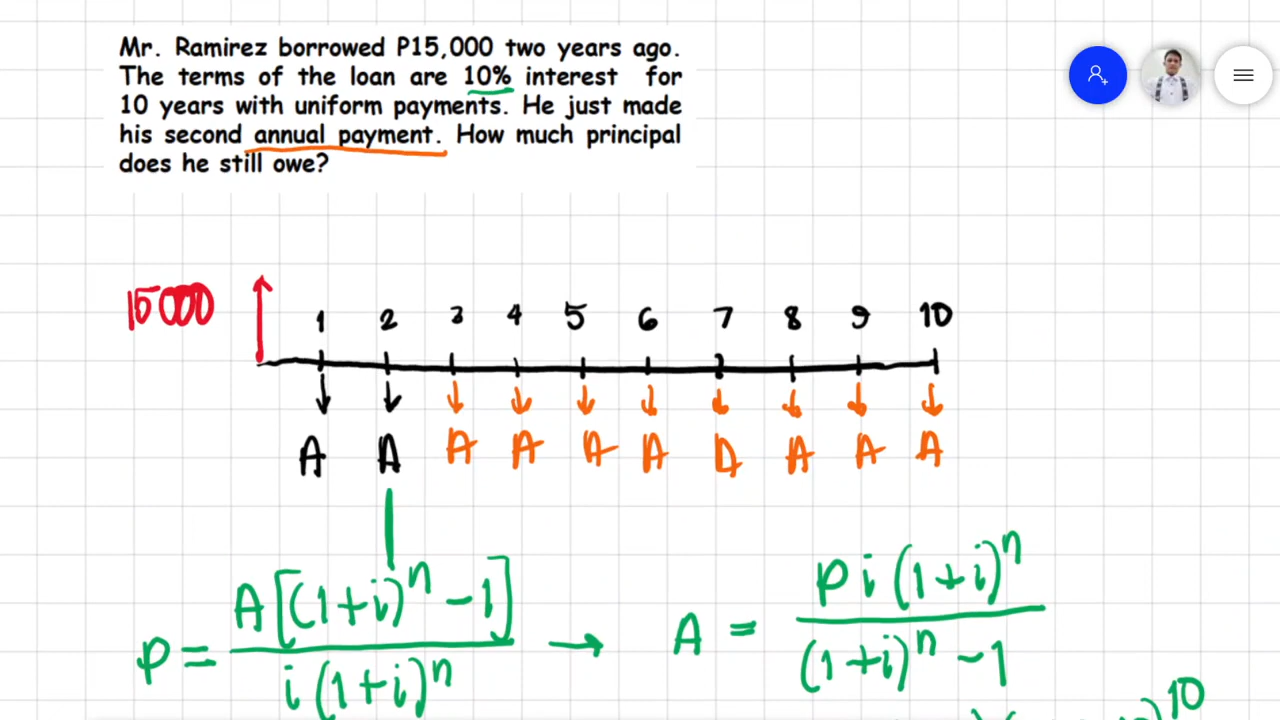 Mr. Ramirez borrowed P15,000 two years ago.
The terms of the loan are 10% interest for
10 years with uniform payments. He just made
his second annual payment. How much principal
does he still owe?
15000
1 2 3 4 5 6 7 8 9 10
A A A A A A A A A A
P = A[(1+i)^n - 1] / i(1+i)^n → A = Pi(1+i)^n / (1+i)^n - 1
10